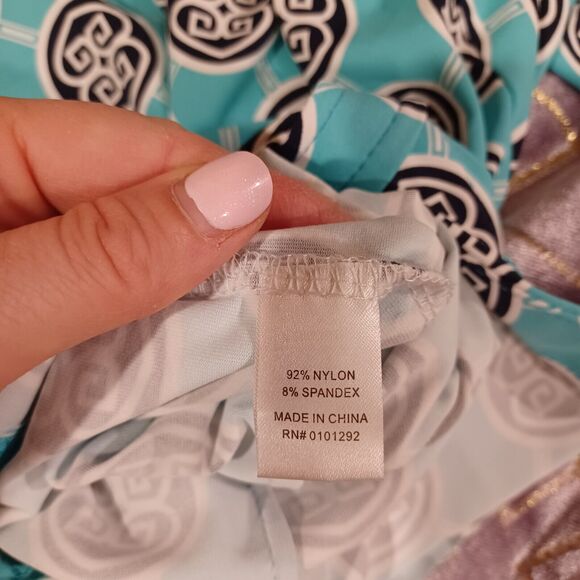 92% NYLON
8% SPANDEX
MADE IN CHINA
RN# 0101292